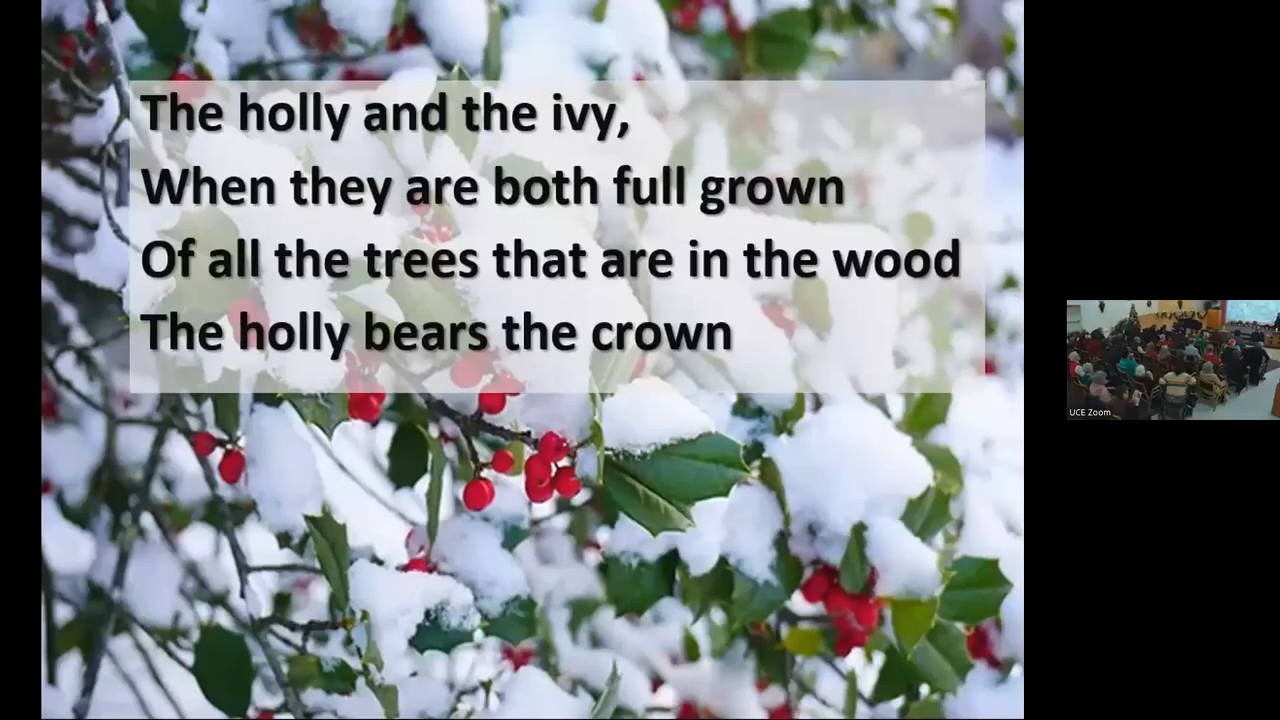 The holly and the ivy,
When they are both full grown
Of all the trees that are in the wood
The holly bears the crown
UCE Zoom